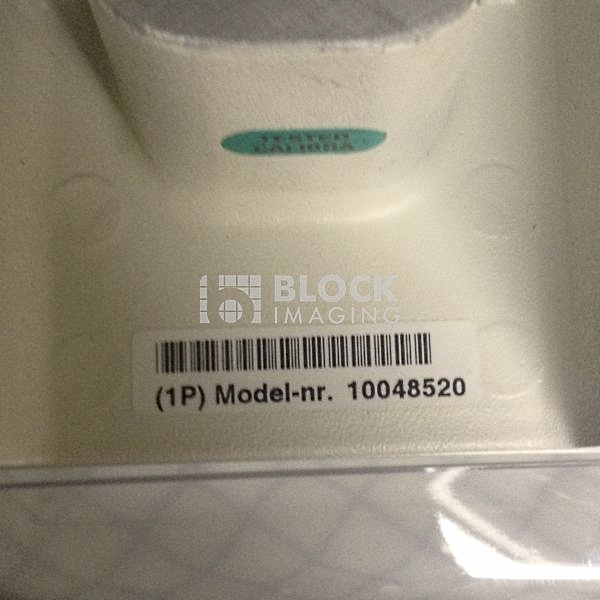 TESTED
CALIBRA
BLOCK
IMAGING
(1P) Model-nr. 10048520